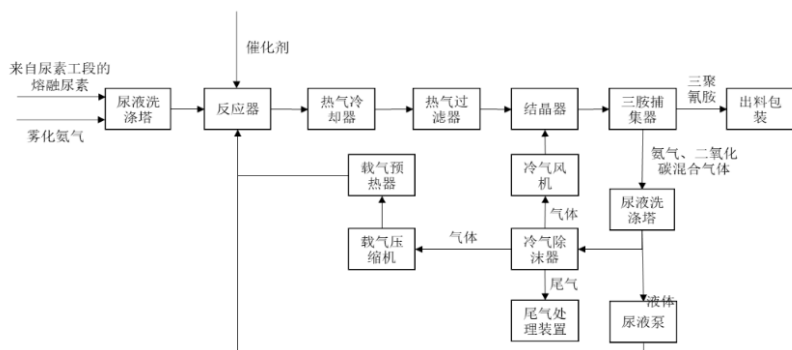 催化剂
来自尿素工段的
熔融尿素
雾化氨气
尿液洗
涤塔
反应器
热气冷
却器
热气过
滤器
结晶器
三胺捕
集器
三聚
氰胺
出料包
装
氨气、二氧化
碳混合气体
载气预
热器
冷气风
机
尿液洗
涤塔
气体
载气压
缩机
气体
冷气除
沫器
尾气
尾气处
理装置
液体
尿液泵